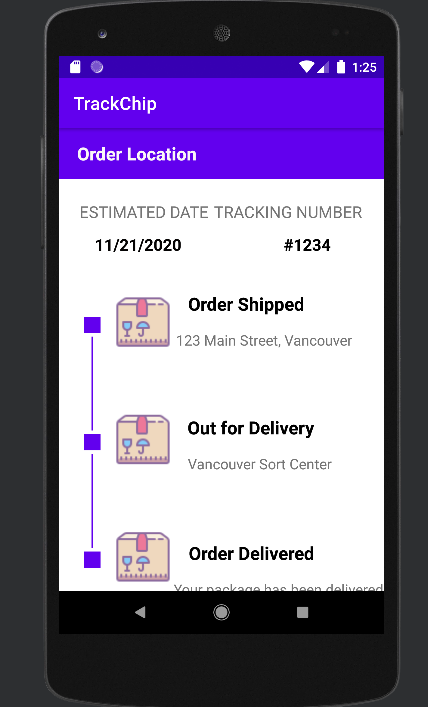 1:25
TrackChip
Order Location
ESTIMATED DATE TRACKING NUMBER
11/21/2020 #1234
Order Shipped
123 Main Street, Vancouver
Out for Delivery
Vancouver Sort Center
Order Delivered
Your package has been delivered